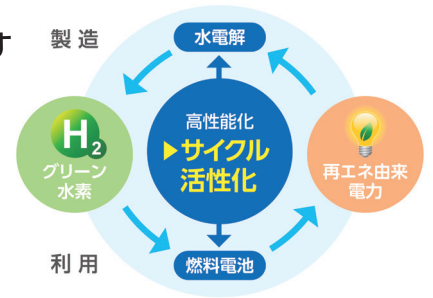 す
製造
水電解
H2
グリーン
水素
高性能化
▶サイクル
活性化
再エネ由来
電力
利用
燃料電池